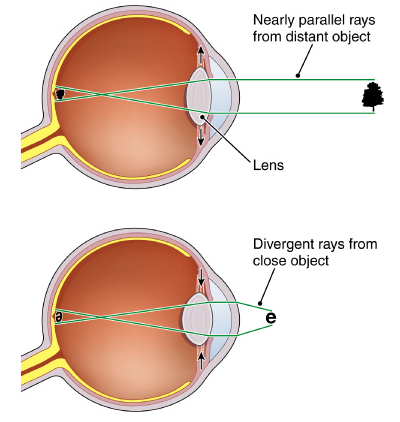 Nearly parallel rays
from distant object
Lens
Divergent rays from
close object
e
e